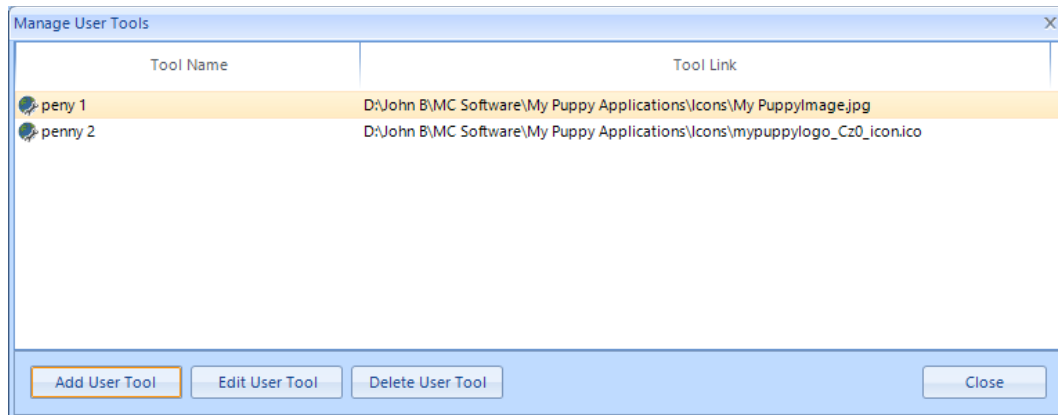 Manage User Tools
Tool Name Tool Link
peny 1 D:\John B\MC Software\My Puppy Applications\Icons\My PuppyImage.jpg
penny 2 D:\John B\MC Software\My Puppy Applications\Icons\mypuppylogo_Cz0_icon.ico
Add User Tool Edit User Tool Delete User Tool Close